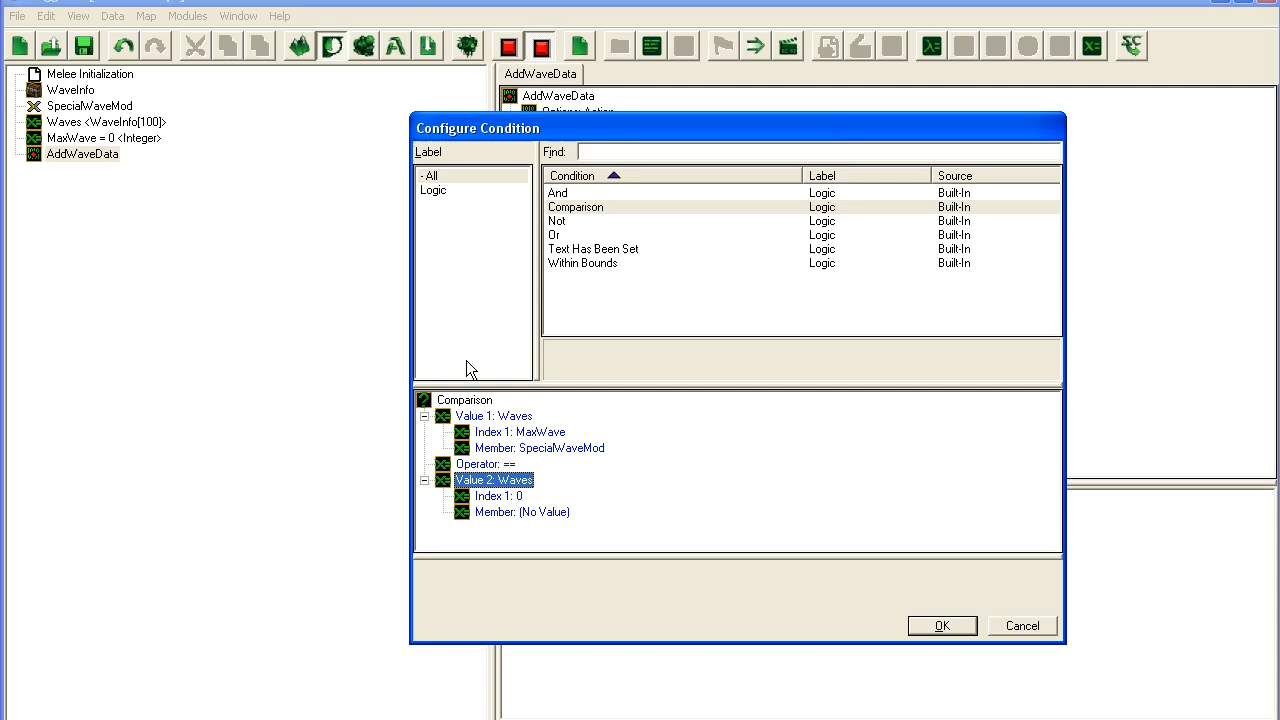 File Edit View Data Map Modules Window Help
Melee Initialization
WaveInfo
SpecialWaveMod
Waves <WaveInfo[100]>
MaxWave = 0 <Integer>
AddWaveData
AddWaveData
AddWaveData
Configure Condition
Label
Find:
- All
Logic
Condition Label Source
And Logic Built-In
Comparison Logic Built-In
Not Logic Built-In
Or Logic Built-In
Text Has Been Set Logic Built-In
Within Bounds Logic Built-In
Comparison
Value 1: Waves
Index 1: MaxWave
Member: SpecialWaveMod
Operator: ==
Value 2: Waves
Index 1: 0
Member: (No Value)
OK
Cancel